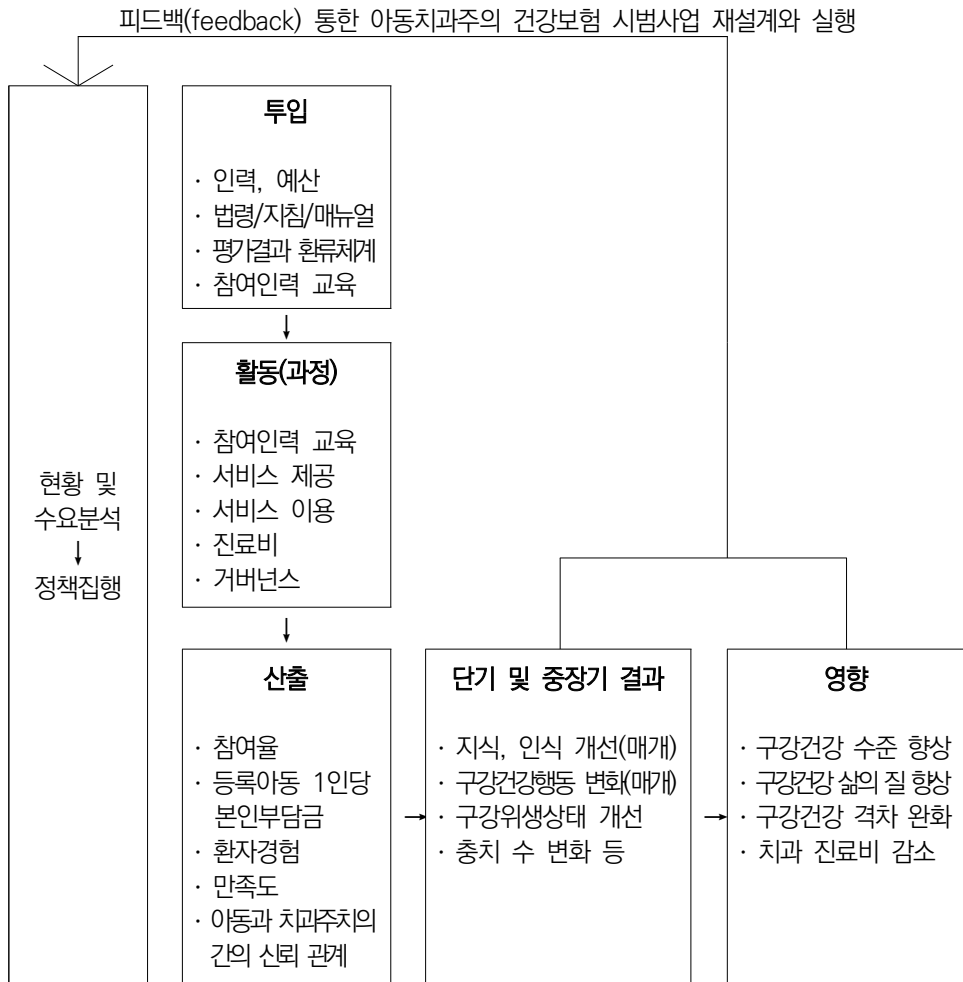 피드백(feedback) 통한 아동치과주의 건강보험 시범사업 재설계와 실행
현황 및
수요분석
↓
정책집행
투입
· 인력, 예산
· 법령/지침/매뉴얼
· 평가결과 환류체계
· 참여인력 교육
활동(과정)
· 참여인력 교육
· 서비스 제공
· 서비스 이용
· 진료비
· 거버넌스
산출
· 참여율
· 등록아동 1인당
본인부담금
· 환자경험
· 만족도
· 아동과 치과주치의
간의 신뢰 관계
단기 및 중장기 결과
· 지식, 인식 개선(매개)
· 구강건강행동 변화(매개)
· 구강위생상태 개선
· 충치 수 변화 등
영향
· 구강건강 수준 향상
· 구강건강 삶의 질 향상
· 구강건강 격차 완화
· 치과 진료비 감소